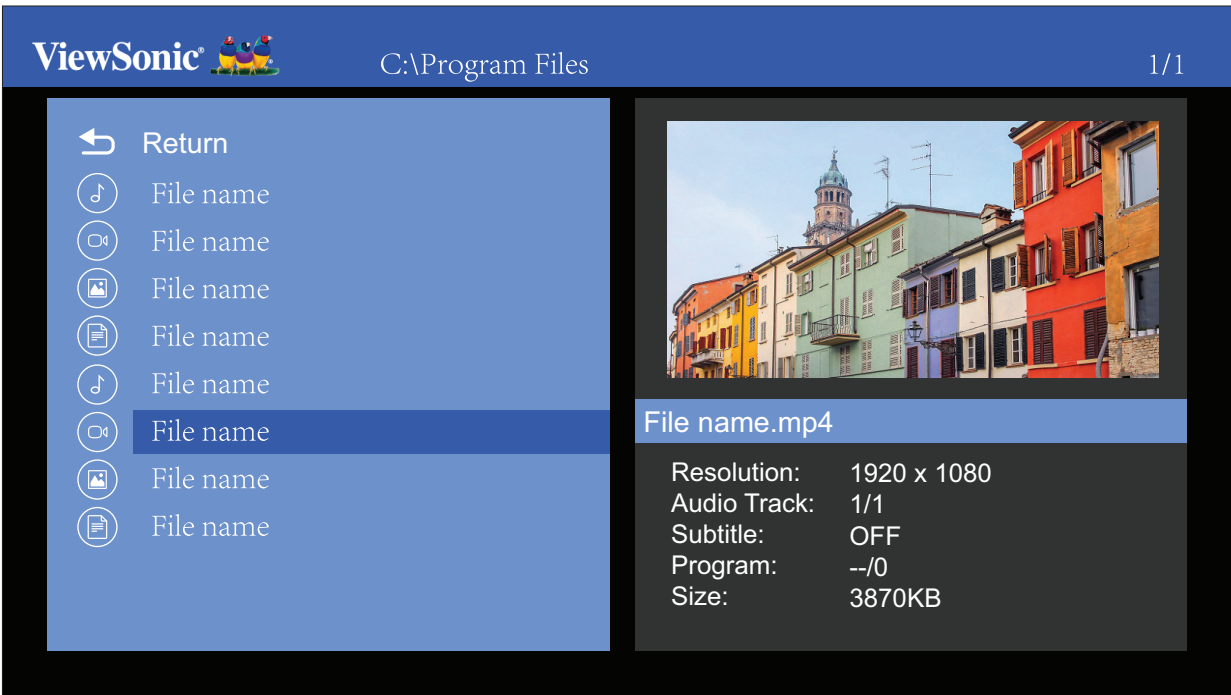 ViewSonic® C:\Program Files 1/1
Return
File name
File name
File name
File name
File name
File name
File name
File name
File name.mp4
Resolution: 1920 x 1080
Audio Track: 1/1
Subtitle: OFF
Program: --/0
Size: 3870KB